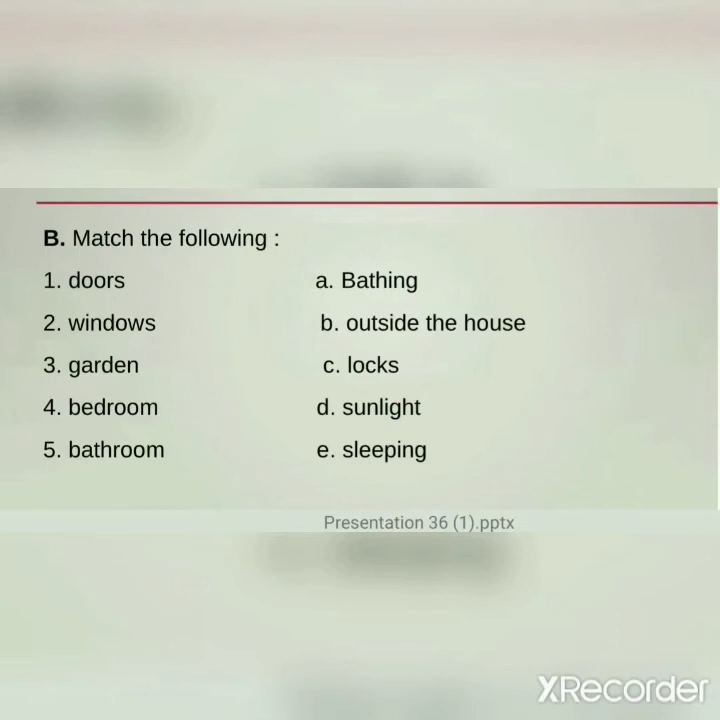 B. Match the following :
1. doors a. Bathing
2. windows b. outside the house
3. garden c. locks
4. bedroom d. sunlight
5. bathroom e. sleeping
Presentation 36 (1).pptx
XRecorder